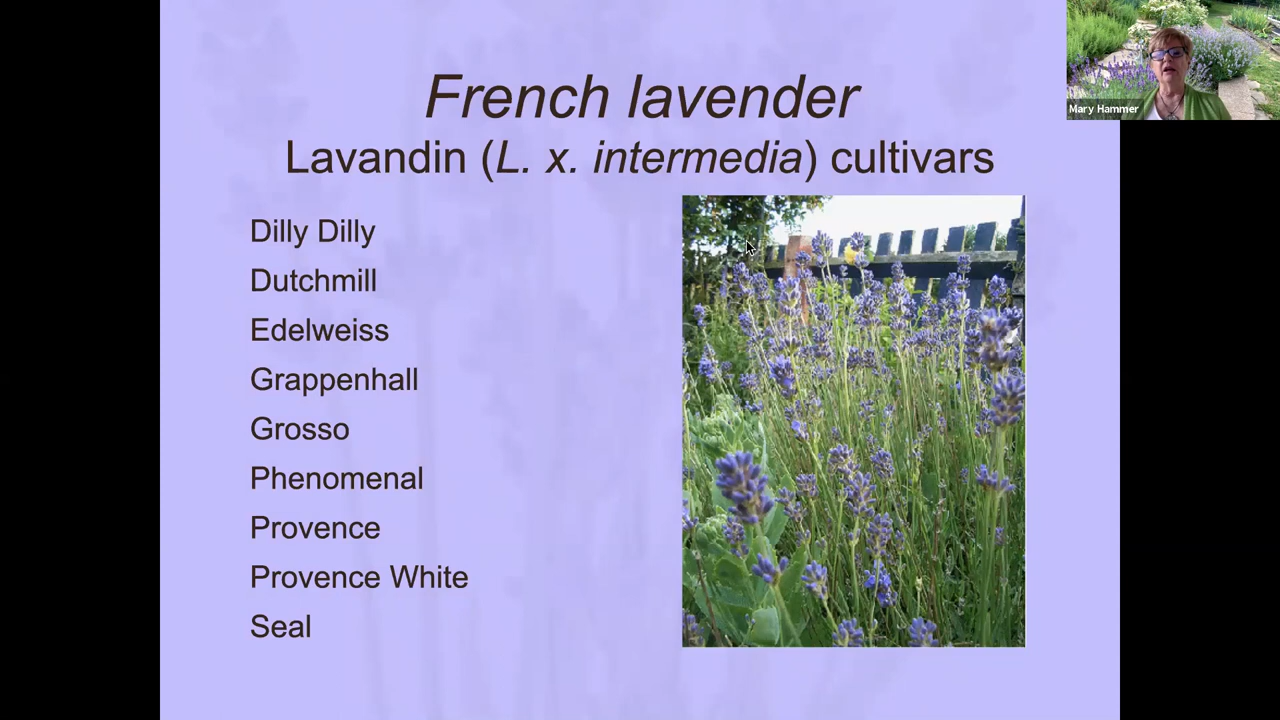 French lavender
Lavandin (L. x. intermedia) cultivars
Dilly Dilly
Dutchmill
Edelweiss
Grappenhall
Grosso
Phenomenal
Provence
Provence White
Seal
Mary Hammer